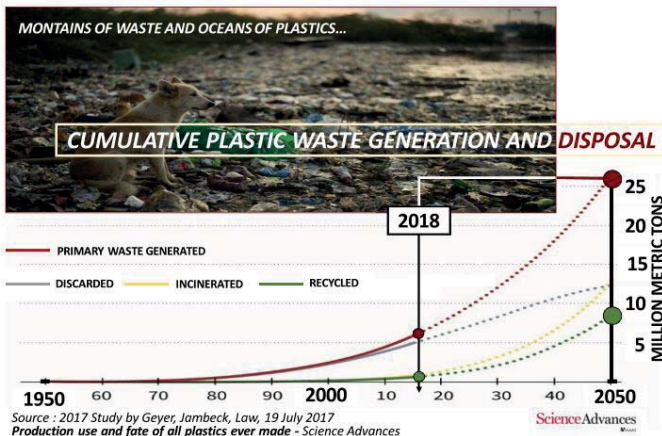 MONTAINS OF WASTE AND OCEANS OF PLASTICS...
CUMULATIVE PLASTIC WASTE GENERATION AND DISPOSAL
25
2018
20
PRIMARY WASTE GENERATED
15
DISCARDED
INCINERATED
RECYCLED
10
5
MILLION METRIC TONS
1950
60
70
80
90
2000
10
20
30
40
2050
Source : 2017 Study by Geyer, Jambeck, Law, 19 July 2017
Production use and fate of all plastics ever made - Science Advances
ScienceAdvances